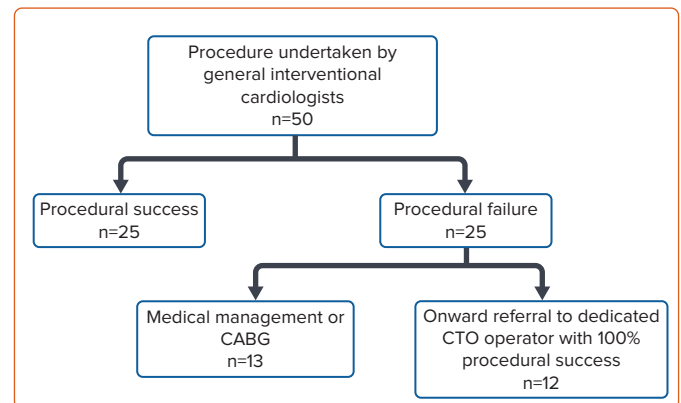 Procedure undertaken by
general interventional
cardiologists
n=50
Procedural success
n=25
Procedural failure
n=25
Medical management or
CABG
n=13
Onward referral to dedicated
CTO operator with 100%
procedural success
n=12